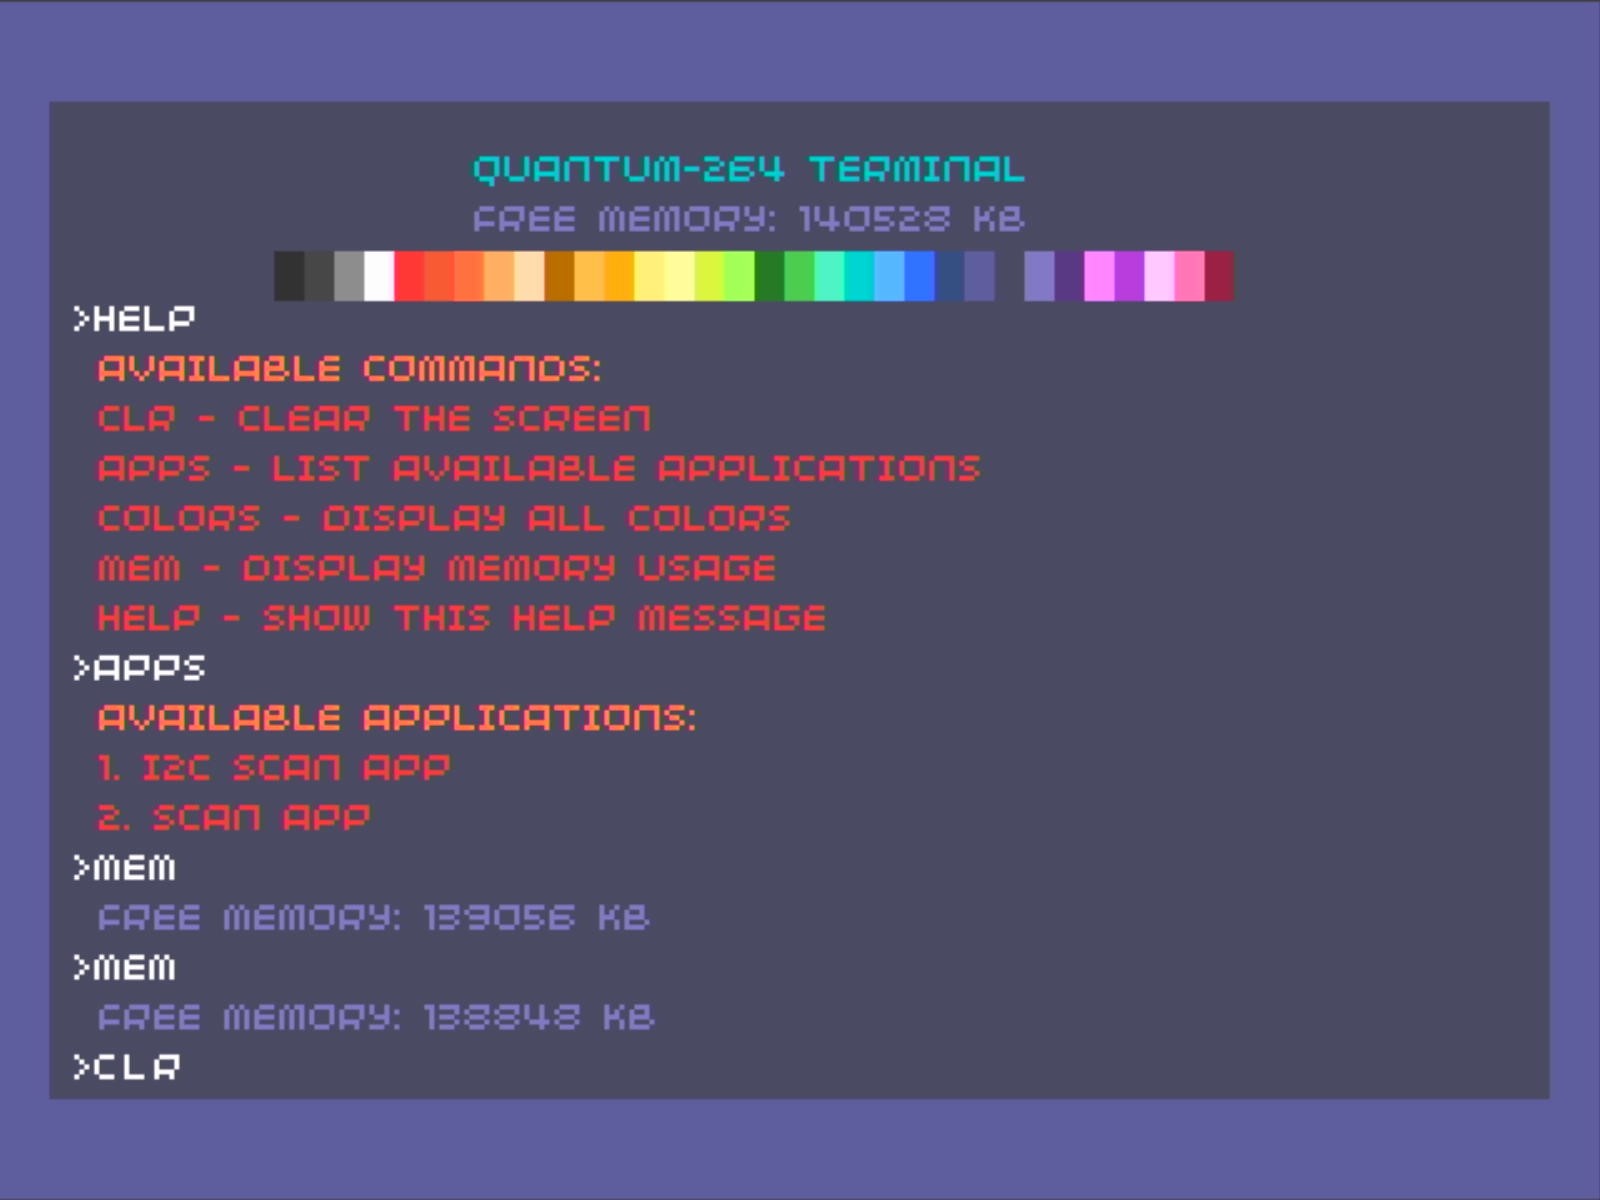 QUANTUM-264 TERMINAL
FREE MEMORY: 140528 KB
>HELP
AVAILABLE COMMANDS:
CLR - CLEAR THE SCREEN
APPS - LIST AVAILABLE APPLICATIONS
COLORS - DISPLAY ALL COLORS
MEM - DISPLAY MEMORY USAGE
HELP - SHOW THIS HELP MESSAGE
>APPS
AVAILABLE APPLICATIONS:
1. I2C SCAN APP
2. SCAN APP
>MEM
FREE MEMORY: 139056 KB
>MEM
FREE MEMORY: 138848 KB
>CLR